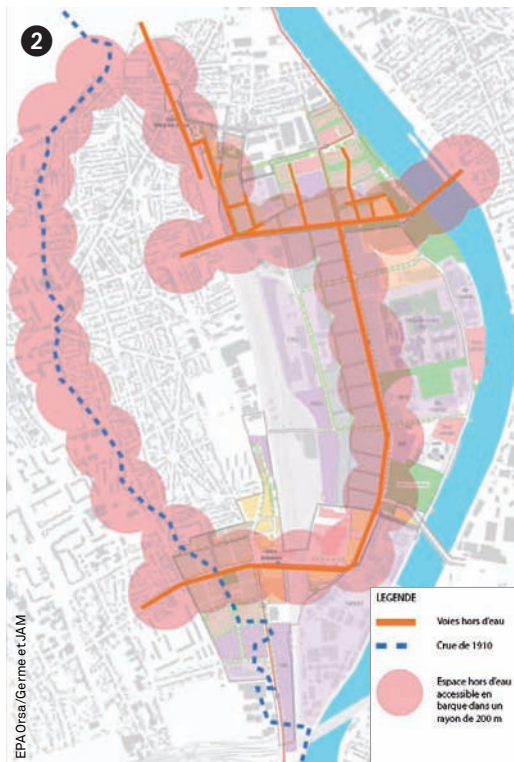 2
LEGENDE
Voies hors d'eau
Crue de 1910
Espace hors d'eau
accessible en
barque dans un
rayon de 200 m
EPA Orsa/Germe et JAM